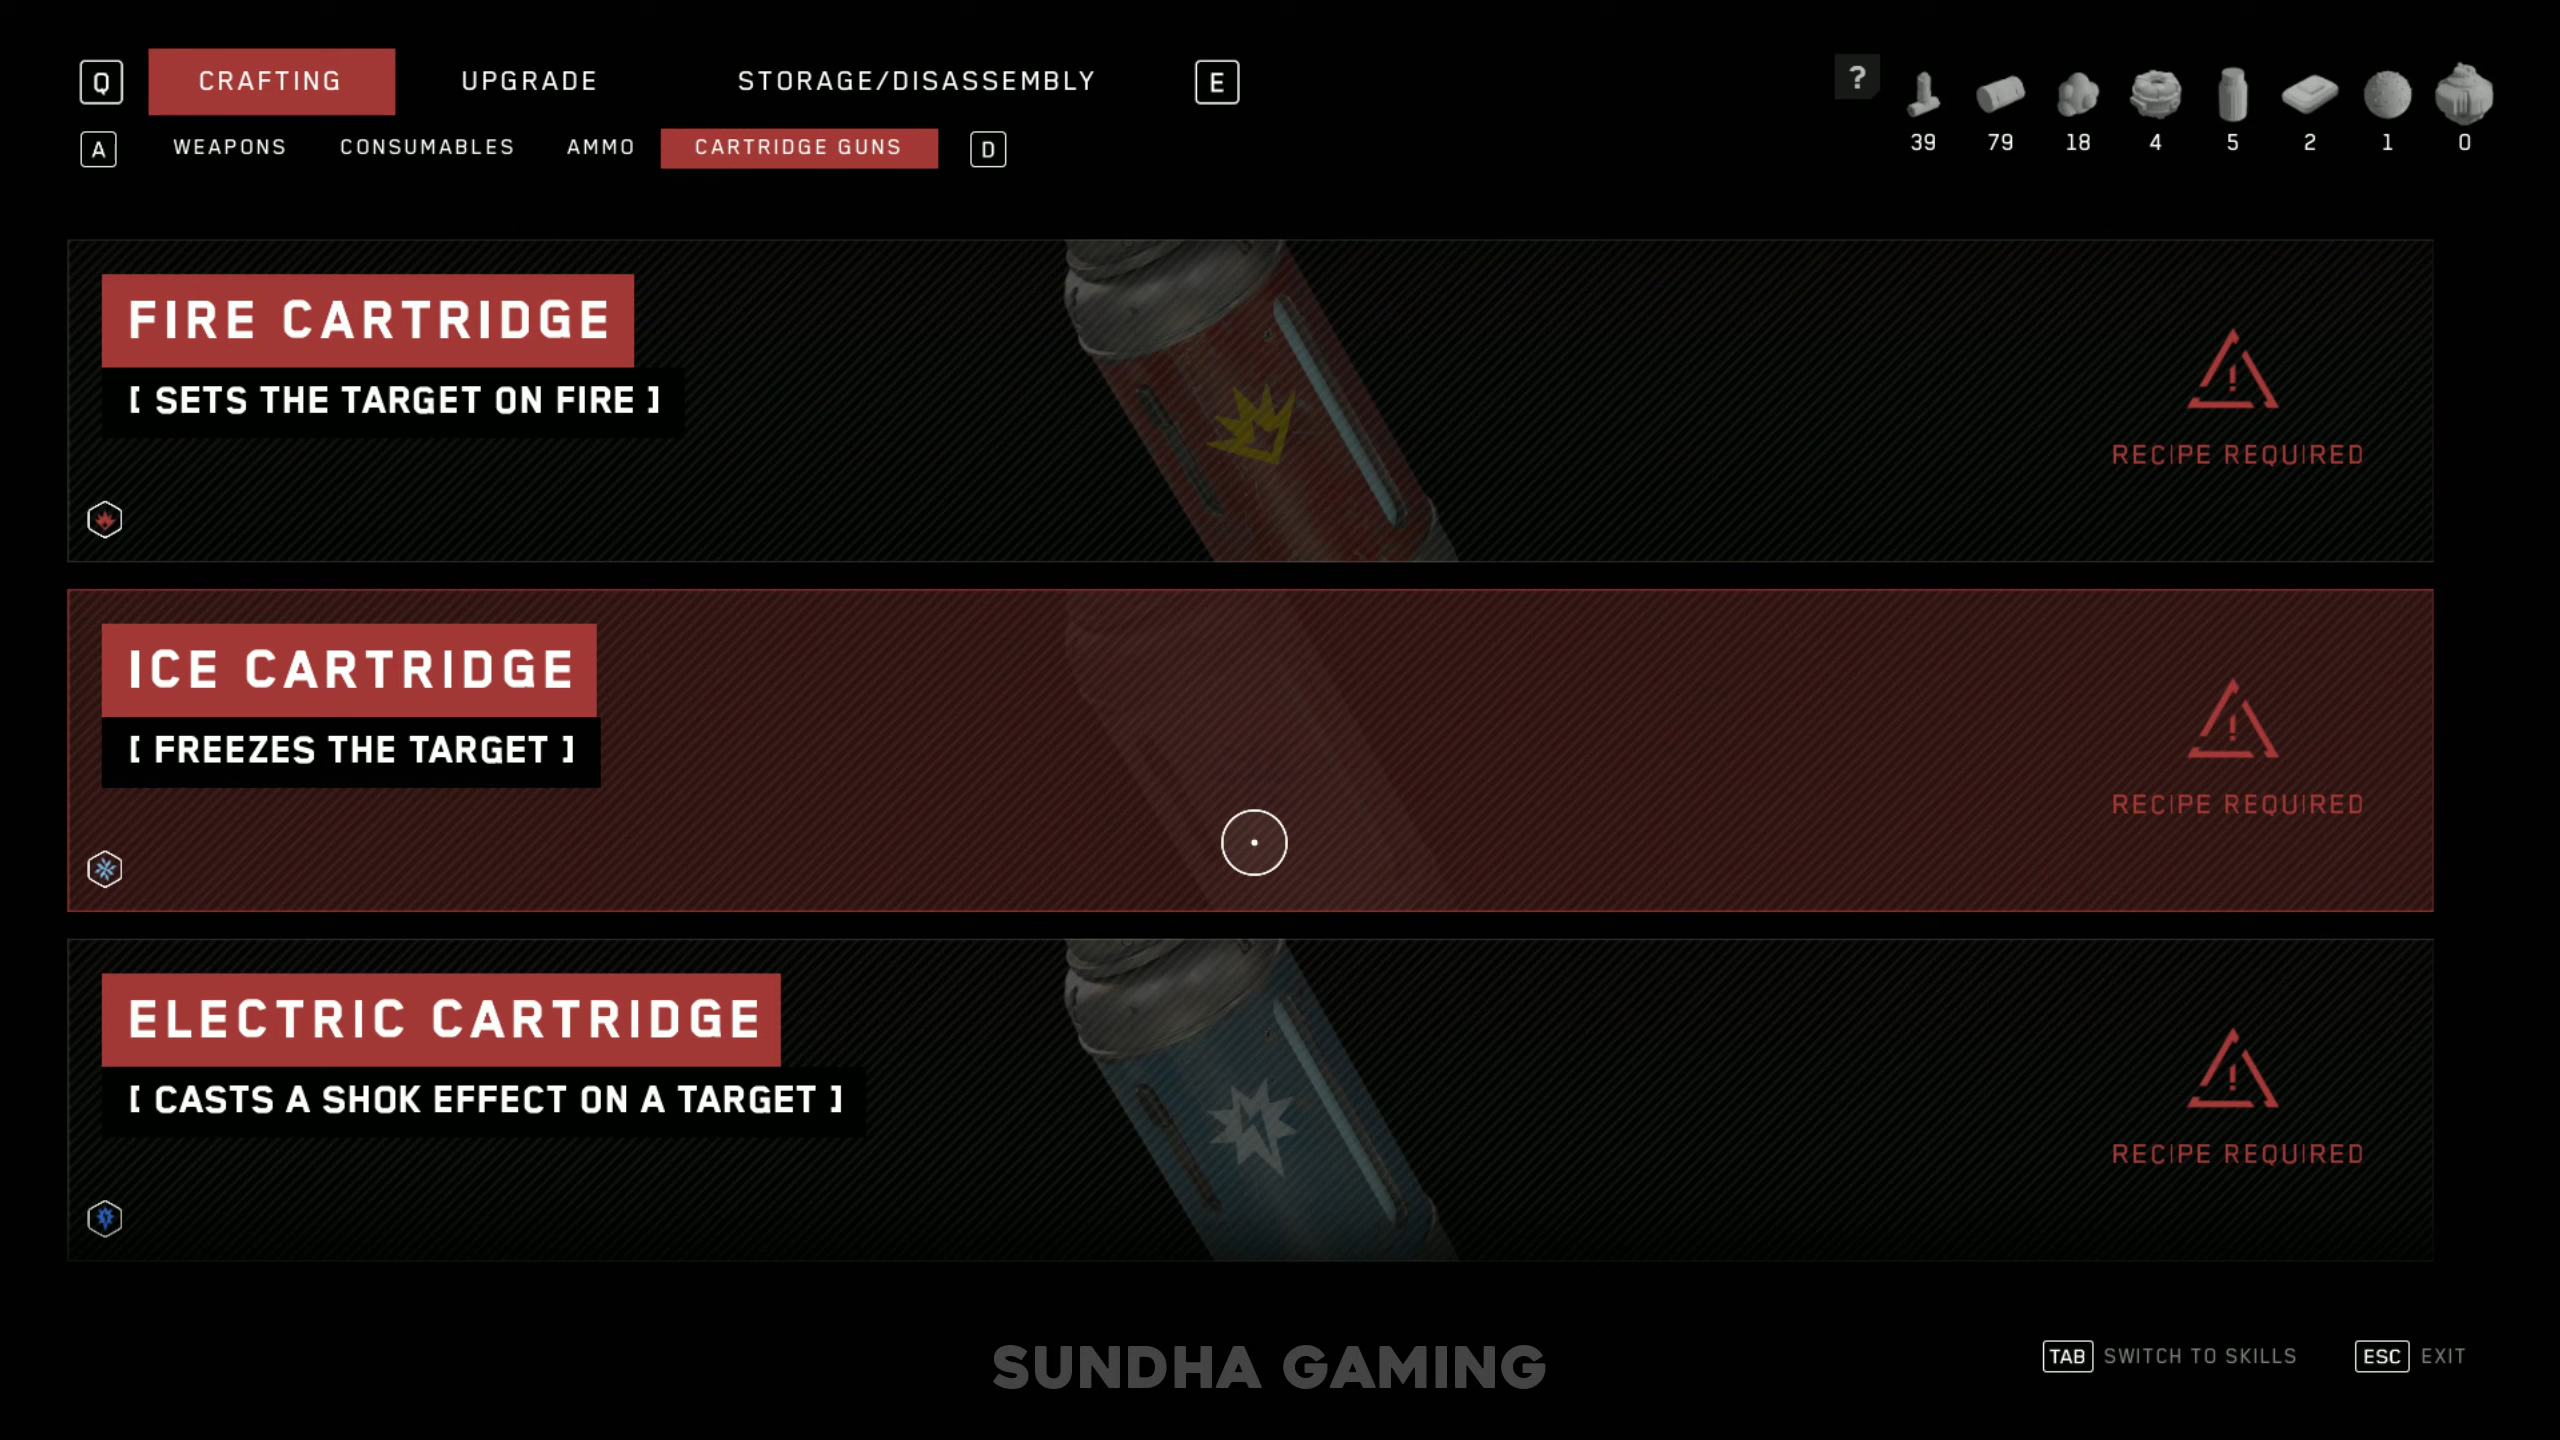 Q CRAFTING UPGRADE STORAGE/DISASSEMBLY E ?
A WEAPONS CONSUMABLES AMMO CARTRIDGE GUNS D
39 79 18 4 5 2 1 0
FIRE CARTRIDGE
[ SETS THE TARGET ON FIRE ]
RECIPE REQUIRED
ICE CARTRIDGE
[ FREEZES THE TARGET ]
RECIPE REQUIRED
ELECTRIC CARTRIDGE
[ CASTS A SHOK EFFECT ON A TARGET ]
RECIPE REQUIRED
SUNDHA GAMING
TAB SWITCH TO SKILLS ESC EXIT